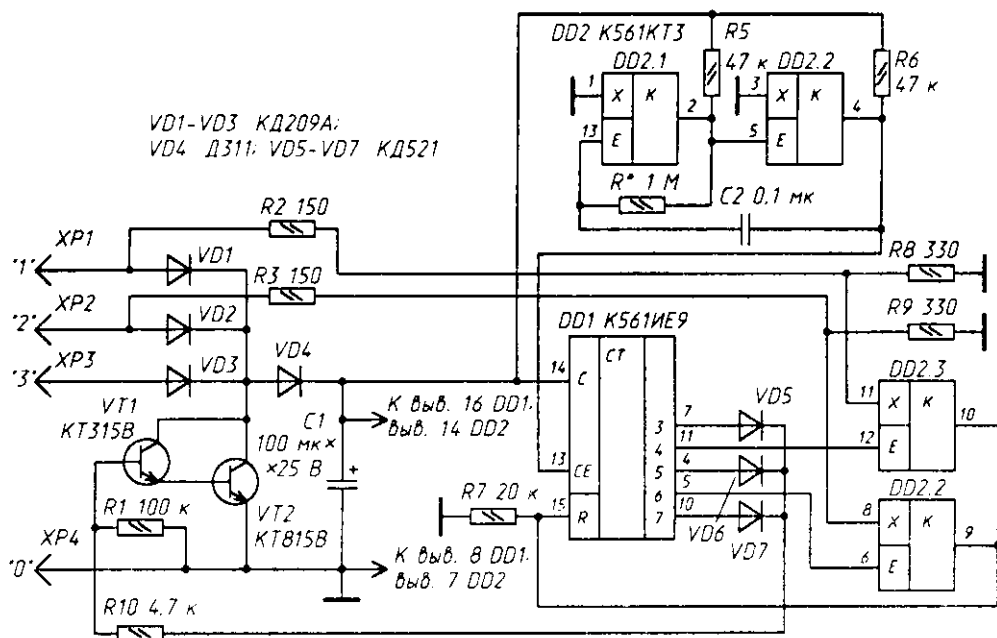 DD2 К561КТ3
R5
47 к
DD2.1
DD2.2
R6
47 к
1
X
K
2
3
X
K
4
13
E
5
E
VD1-VD3 КД209А;
VD4 Д311; VD5-VD7 КД521
R* 1 М
C2 0,1 мк
R2 150
XP1
"1"
VD1
R3 150
R8 330
XP2
"2"
VD2
R9 330
DD1 К561ИЕ9
XP3
"3"
VD3
VD4
14
C
CT
DD2.3
11
X
K
10
12
E
VT1
КТ315В
C1
100
мк×
×25 В
+
К выв. 16 DD1,
выв. 14 DD2
7
VD5
3
11
4
4
5
5
6
10
7
VD6
VD7
13
CE
15
R
R7 20 к
DD2.2
8
X
K
9
6
E
R1 100 к
VT2
КТ815В
XP4
"0"
К выв. 8 DD1,
выв. 7 DD2
R10 4,7 к